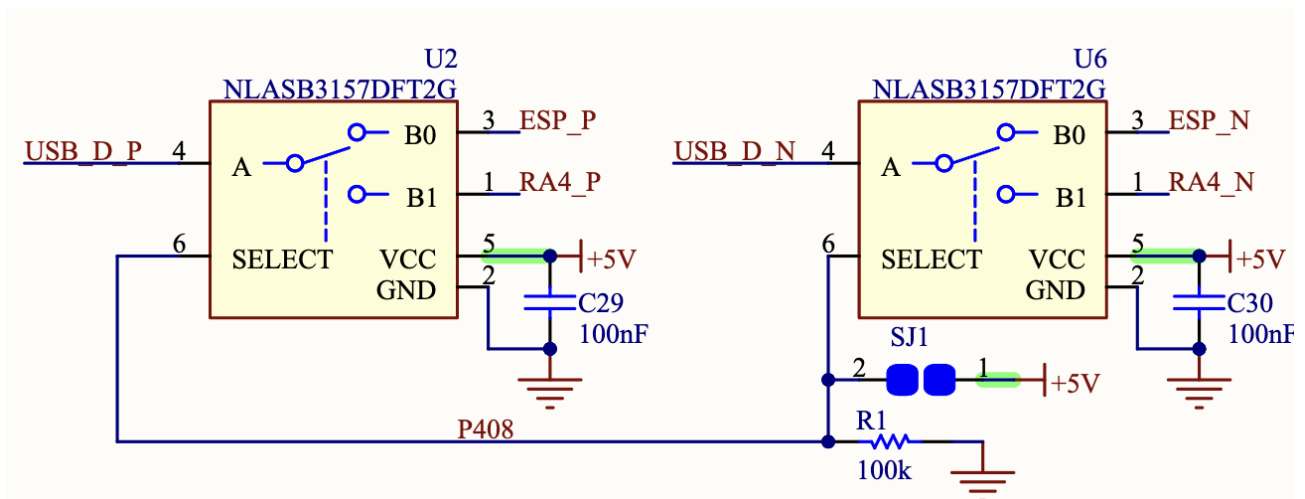 U2
NLASB3157DFT2G
USB_D_P 4 A B0 3 ESP_P
B1 1 RA4_P
6 SELECT VCC 5 +5V
GND 2
C29
100nF
U6
NLASB3157DFT2G
USB_D_N 4 A B0 3 ESP_N
B1 1 RA4_N
6 SELECT VCC 5 +5V
GND 2
C30
100nF
SJ1
2 1 +5V
P408
R1
100k